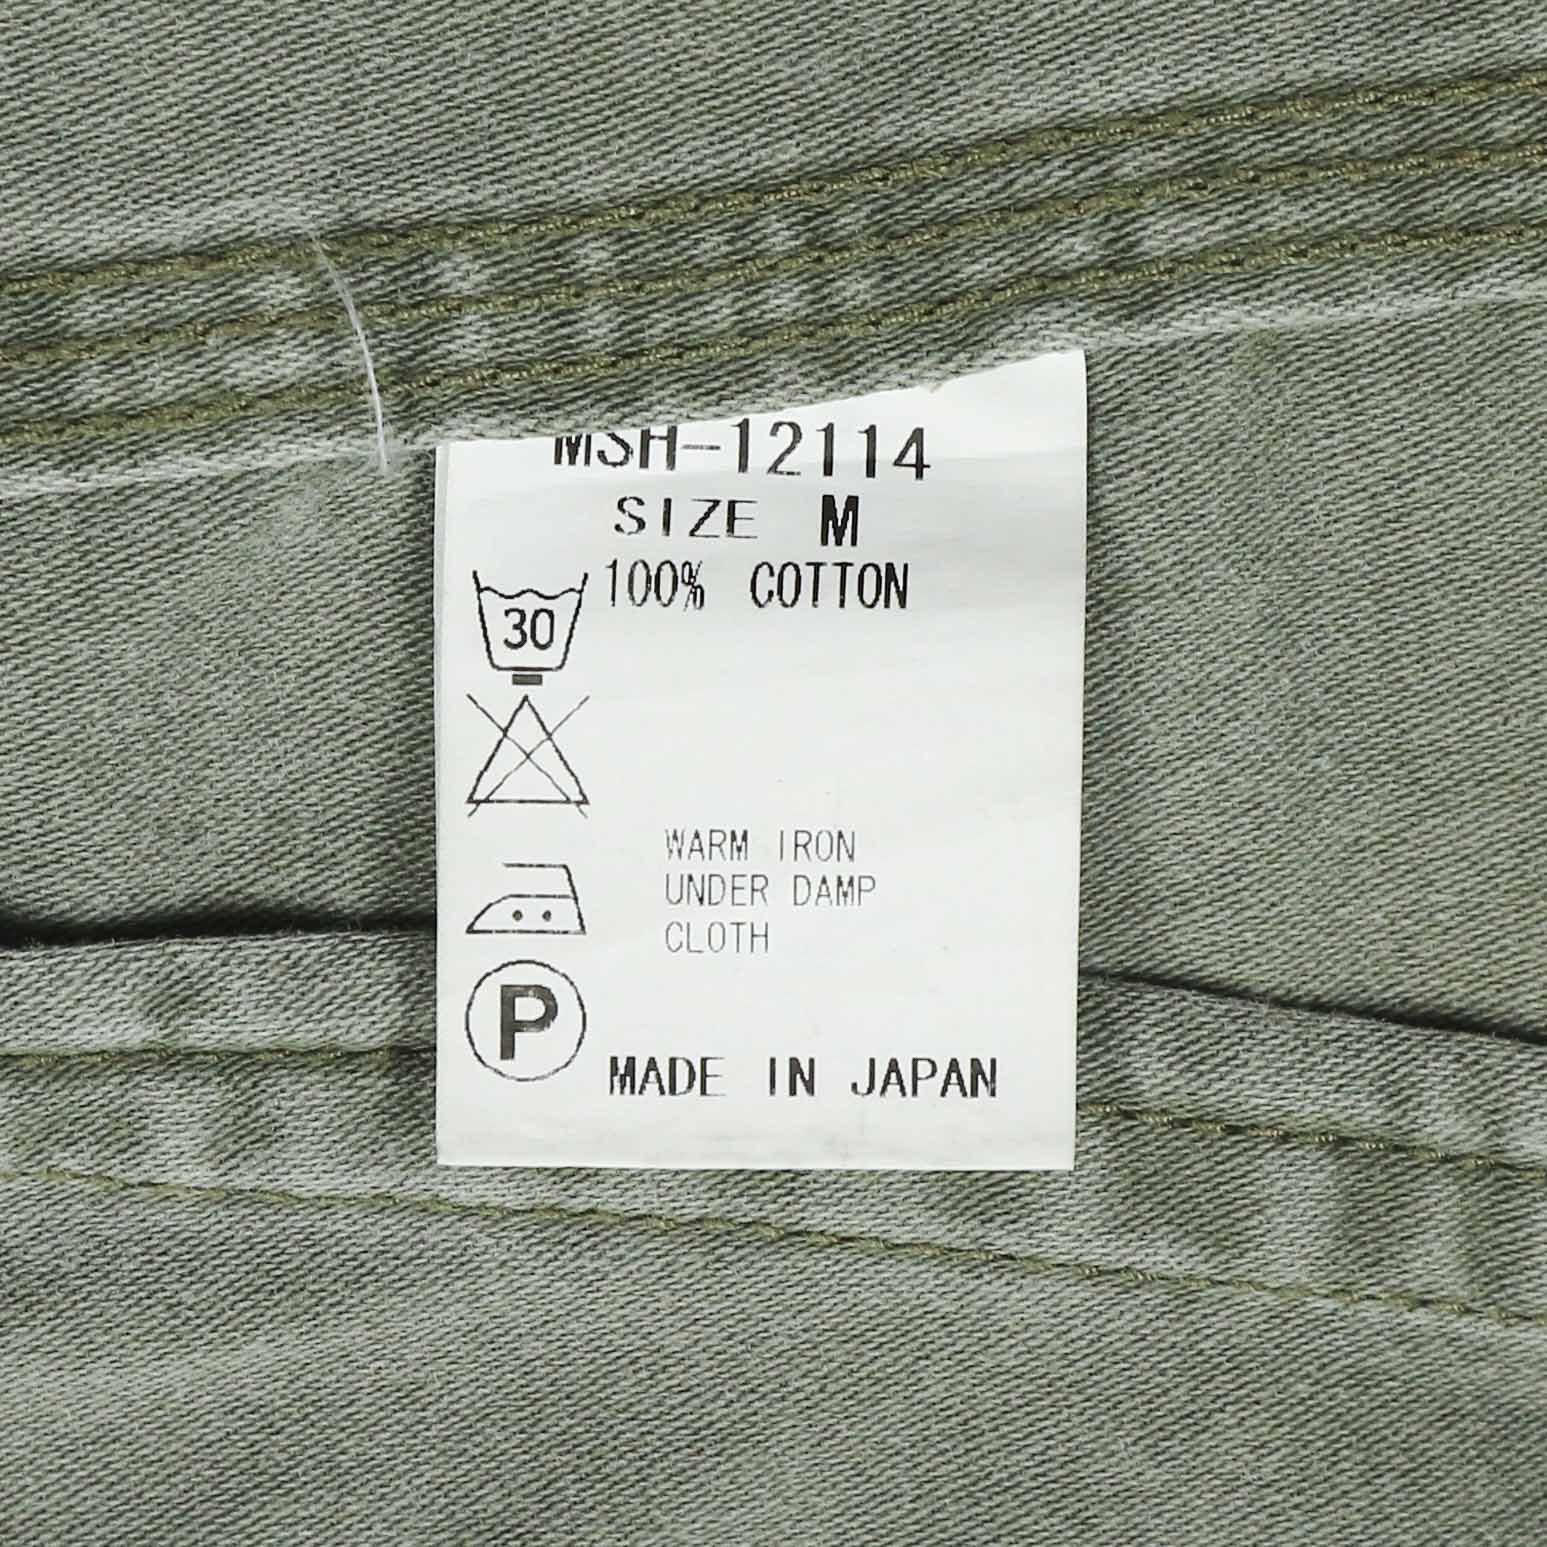 MSH-12114
SIZE M
100% COTTON
30
WARM IRON
UNDER DAMP
CLOTH
P
MADE IN JAPAN